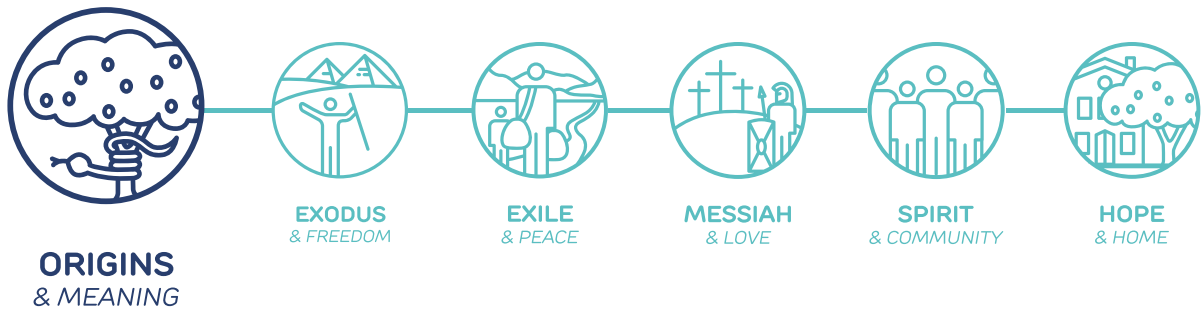 ORIGINS
& MEANING
EXODUS
& FREEDOM
EXILE
& PEACE
MESSIAH
& LOVE
SPIRIT
& COMMUNITY
HOPE
& HOME